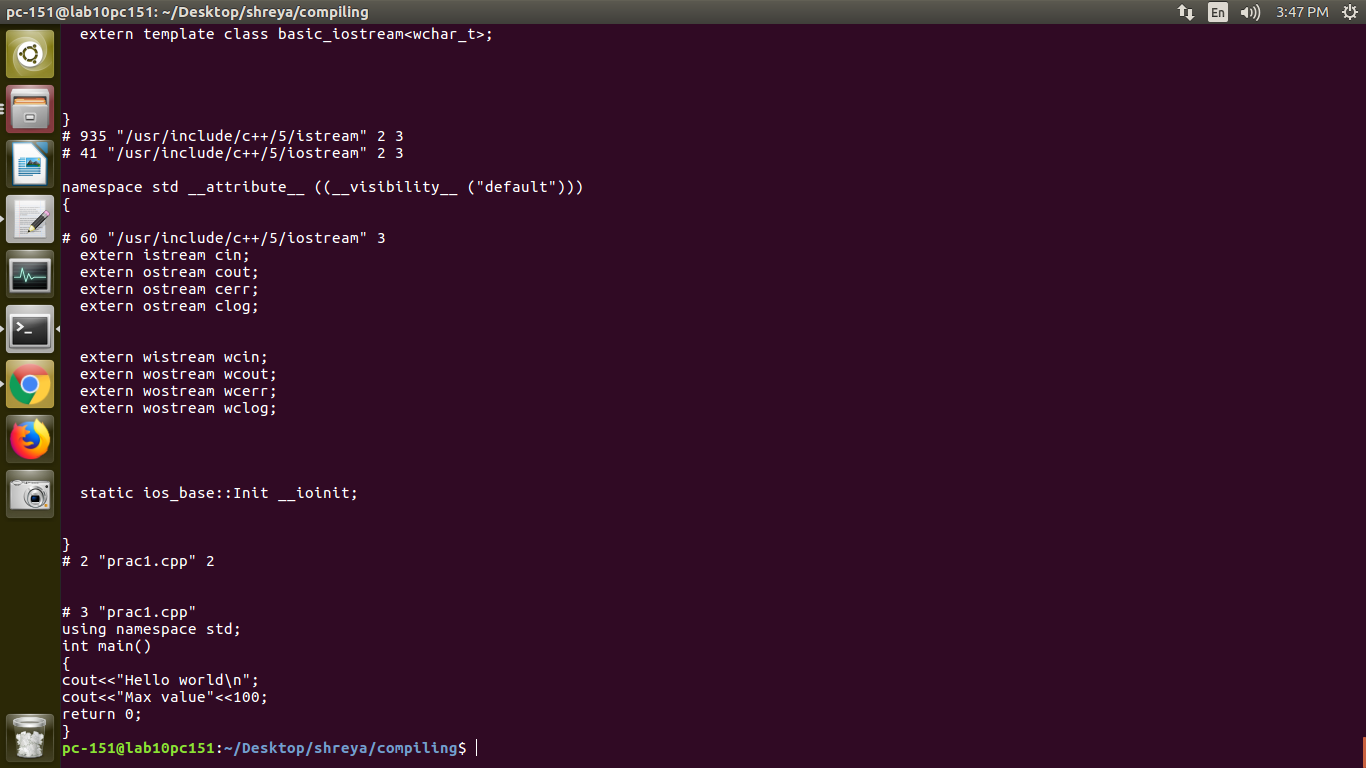 pc-151@lab10pc151: ~/Desktop/shreya/compiling En 3:47 PM
  extern template class basic_iostream<wchar_t>;
}
# 935 "/usr/include/c++/5/istream" 2 3
# 41 "/usr/include/c++/5/iostream" 2 3
namespace std __attribute__ ((__visibility__ ("default")))
{
# 60 "/usr/include/c++/5/iostream" 3
  extern istream cin;
  extern ostream cout;
  extern ostream cerr;
  extern ostream clog;
  extern wistream wcin;
  extern wostream wcout;
  extern wostream wcerr;
  extern wostream wclog;
  static ios_base::Init __ioinit;
}
# 2 "prac1.cpp" 2
# 3 "prac1.cpp"
using namespace std;
int main()
{
cout<<"Hello world\n";
cout<<"Max value"<<100;
return 0;
}
pc-151@lab10pc151:~/Desktop/shreya/compiling$